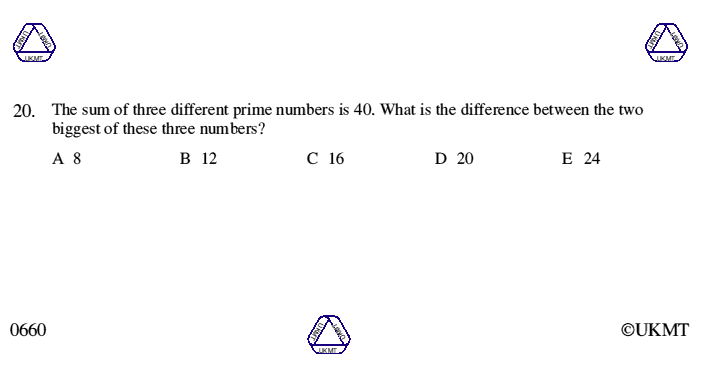 UKMT UKMT UKMT
UKMT UKMT UKMT
20. The sum of three different prime numbers is 40. What is the difference between the two
biggest of these three numbers?
A 8 B 12 C 16 D 20 E 24
0660
UKMT UKMT UKMT
©UKMT